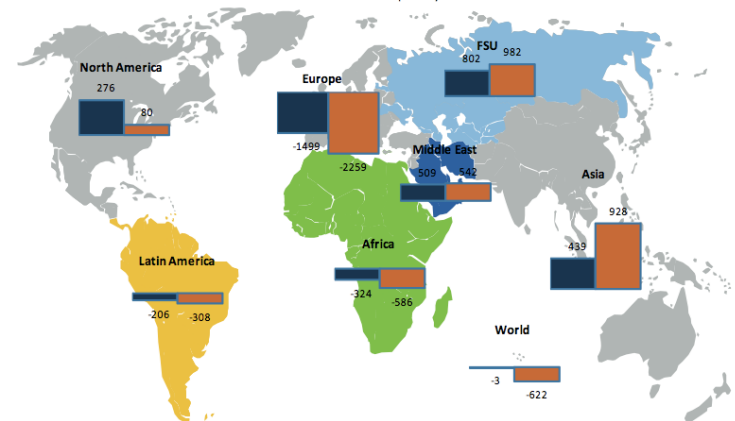 FSU
802
982
North America
276
80
Europe
-1499
-2259
Middle East
509
542
Asia
928
-439
Africa
-324
-586
Latin America
-206
-308
World
-3
-622